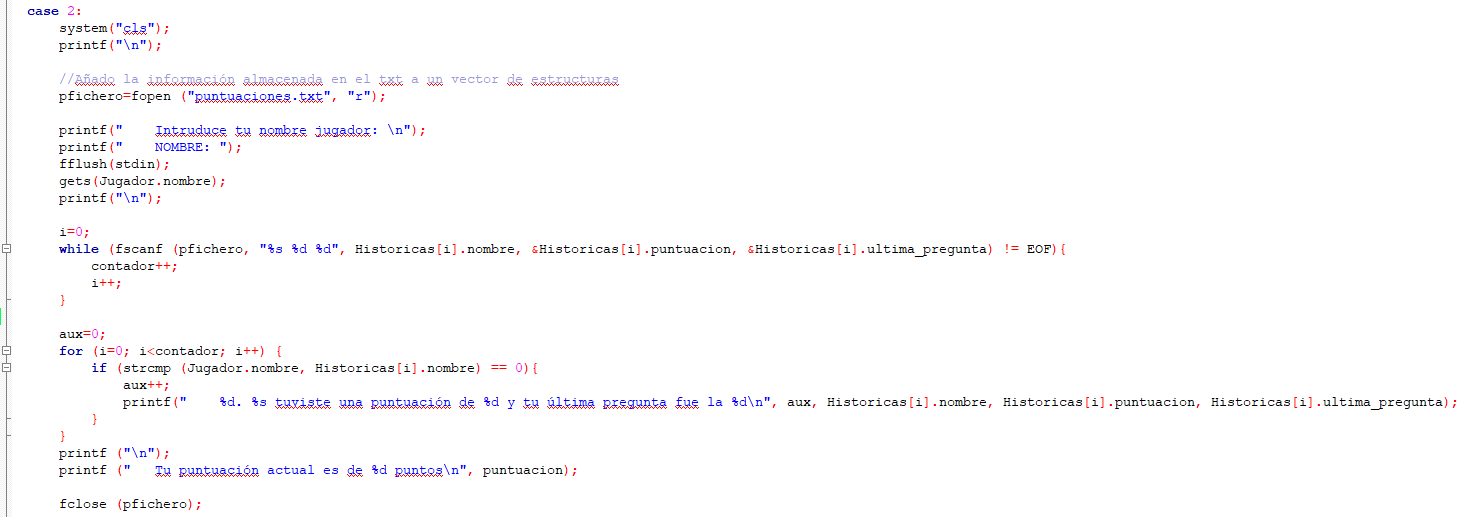 case 2:
system("cls");
printf("\n");
//Añado la información almacenada en el txt a un vector de estructuras
pfichero=fopen ("puntuaciones.txt", "r");
printf("    Intruduce tu nombre jugador: \n");
printf("    NOMBRE: ");
fflush(stdin);
gets(Jugador.nombre);
printf("\n");
i=0;
while (fscanf (pfichero, "%s %d %d", Historicas[i].nombre, &Historicas[i].puntuacion, &Historicas[i].ultima_pregunta) != EOF){
contador++;
i++;
}
aux=0;
for (i=0; i<contador; i++) {
if (strcmp (Jugador.nombre, Historicas[i].nombre) == 0){
aux++;
printf("    %d. %s tuviste una puntuación de %d y tu última pregunta fue la %d\n", aux, Historicas[i].nombre, Historicas[i].puntuacion, Historicas[i].ultima_pregunta);
}
}
printf ("\n");
printf ("   Tu puntuación actual es de %d puntos\n", puntuacion);
fclose (pfichero);